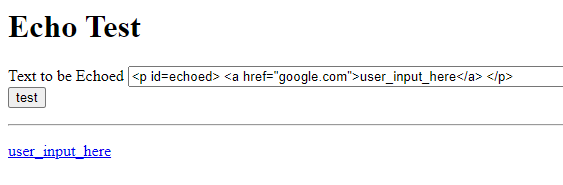 Echo Test
Text to be Echoed <p id=echoed> <a href="google.com">user_input_here</a> </p>
test
user_input_here